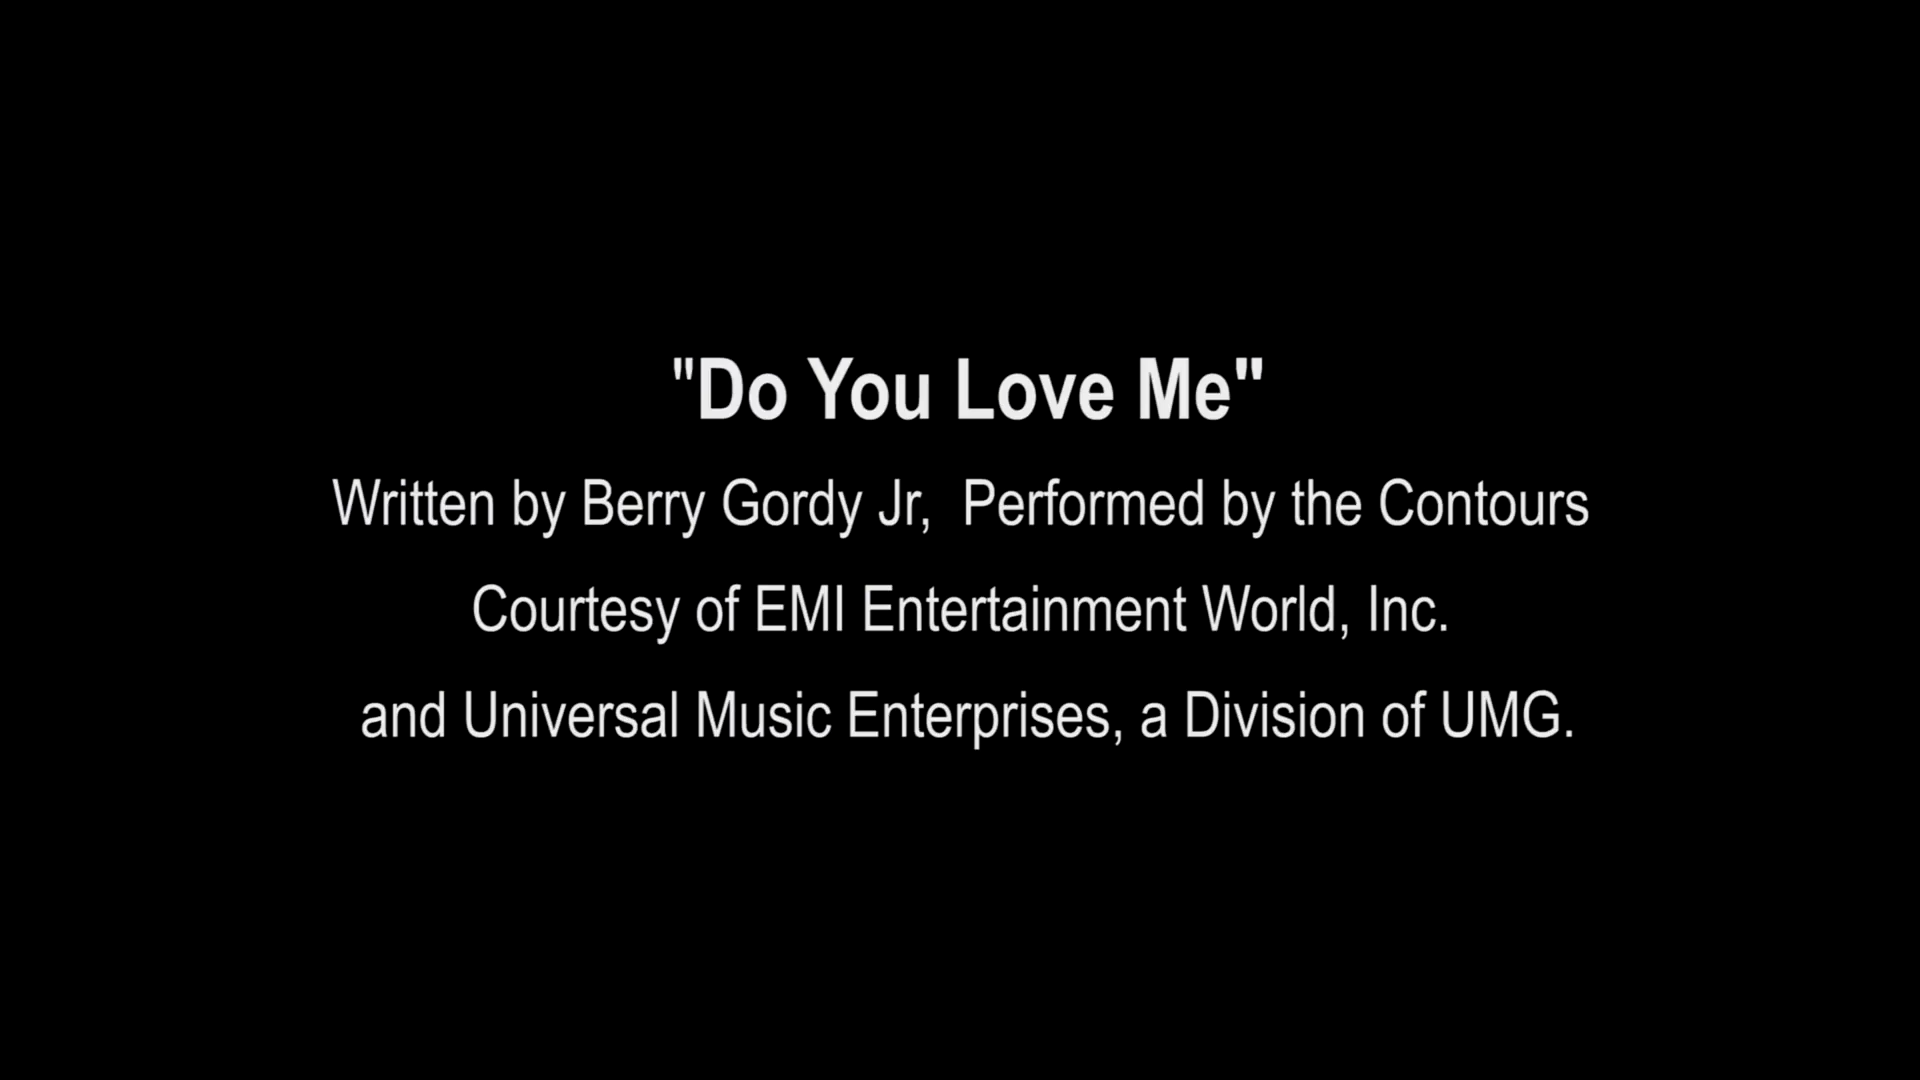 "Do You Love Me"
Written by Berry Gordy Jr,  Performed by the Contours
Courtesy of EMI Entertainment World, Inc.
and Universal Music Enterprises, a Division of UMG.